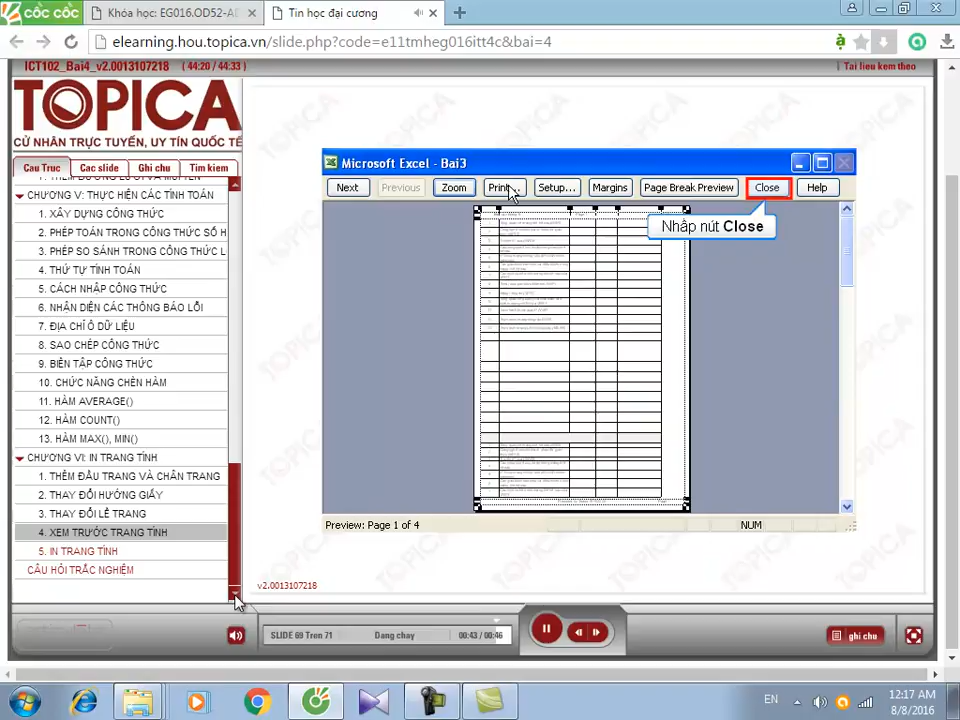 cốc cốc
Khóa học: EG016.OD52-AD
Tin học đại cương
elearning.hou.topica.vn/slide.php?code=e11tmheg016itt4c&bai=4
ICT102_Bai4_v2.0013107218 ( 44:20 / 44:33 )
Tai lieu kem theo
TOPICA
CỬ NHÂN TRỰC TUYẾN, UY TÍN QUỐC TẾ
Cau Truc
Cac slide
Ghi chu
Tim kiem
CHƯƠNG V: THỰC HIỆN CÁC TÍNH TOÁN
1. XÂY DỰNG CÔNG THỨC
2. PHÉP TOÁN TRONG CÔNG THỨC SỐ H
3. PHÉP SO SÁNH TRONG CÔNG THỨC L
4. THỨ TỰ TÍNH TOÁN
5. CÁCH NHẬP CÔNG THỨC
6. NHẬN DIỆN CÁC THÔNG BÁO LỖI
7. ĐỊA CHỈ Ô DỮ LIỆU
8. SAO CHÉP CÔNG THỨC
9. BIÊN TẬP CÔNG THỨC
10. CHỨC NĂNG CHÈN HÀM
11. HÀM AVERAGE()
12. HÀM COUNT()
13. HÀM MAX(), MIN()
CHƯƠNG VI: IN TRANG TÍNH
1. THÊM ĐẦU TRANG VÀ CHÂN TRANG
2. THAY ĐỔI HƯỚNG GIẤY
3. THAY ĐỔI LỀ TRANG
4. XEM TRƯỚC TRANG TÍNH
5. IN TRANG TÍNH
CÂU HỎI TRẮC NGHIỆM
Microsoft Excel - Bai3
Next
Previous
Zoom
Print...
Setup...
Margins
Page Break Preview
Close
Help
Nhấp nút Close
Preview: Page 1 of 4
NUM
v2.0013107218
SLIDE 69 Tren 71
Dang chay
00:43 / 00:46
ghi chu
EN
12:17 AM
8/8/2016